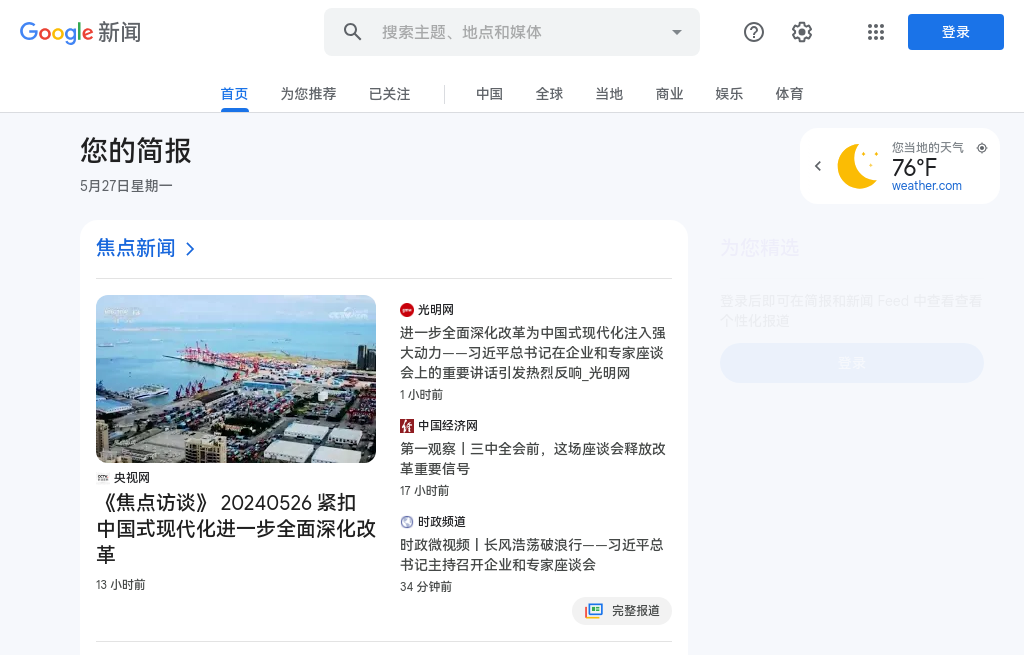 Google 新闻
搜索主题、地点和媒体
登录
首页
为您推荐
已关注
中国
全球
当地
商业
娱乐
体育
您的简报
5月27日星期一
您当地的天气
76°F
weather.com
焦点新闻
央视网
《焦点访谈》 20240526 紧扣
中国式现代化进一步全面深化改
革
13 小时前
光明网
进一步全面深化改革为中国式现代化注入强
大动力——习近平总书记在企业和专家座谈
会上的重要讲话引发热烈反响_光明网
1 小时前
中国经济网
第一观察丨三中全会前，这场座谈会释放改
革重要信号
17 小时前
时政频道
时政微视频丨长风浩荡破浪行——习近平总
书记主持召开企业和专家座谈会
34 分钟前
完整报道
为您精选
登录后即可在简报和新闻 Feed 中查看查看
个性化报道
登录